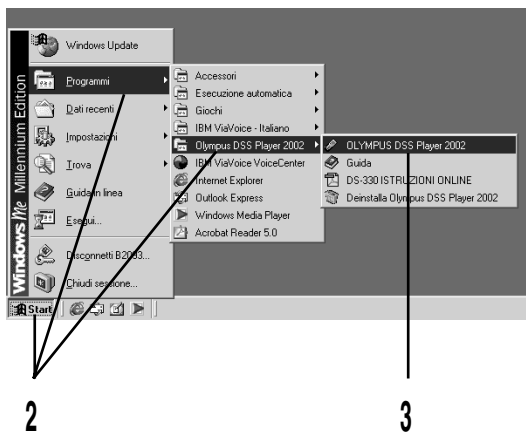 Windows Update
Programmi
Dati recenti
Impostazioni
Trova
Guida in linea
Esegui...
Disconnetti B2003...
Chiudi sessione...
Windows Me Millennium Edition
Start
Accessori
Esecuzione automatica
Giochi
IBM ViaVoice - Italiano
Olympus DSS Player 2002
IBM ViaVoice VoiceCenter
Internet Explorer
Outlook Express
Windows Media Player
Acrobat Reader 5.0
OLYMPUS DSS Player 2002
Guida
DS-330 ISTRUZIONI ONLINE
Deinstalla Olympus DSS Player 2002
2
3